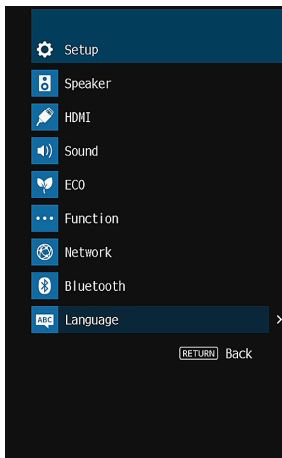 Setup
Speaker
HDMI
Sound
ECO
Function
Network
Bluetooth
ABC Language
RETURN Back